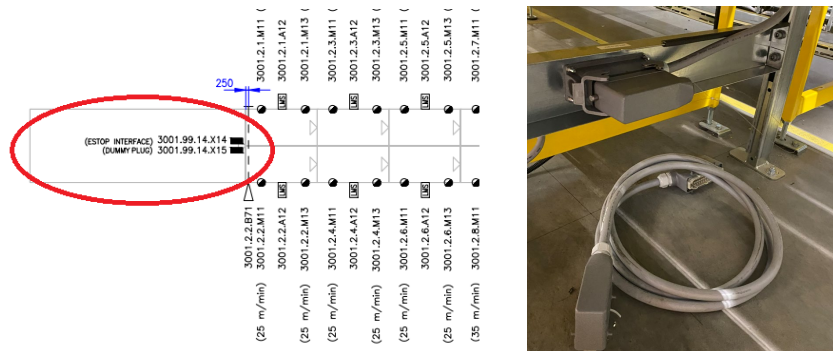 250
(ESTOP INTERFACE) 3001.99.14.X14
(DUMMY PLUG) 3001.99.14.X15
3001.2.1.M11 (
3001.2.1.A12
3001.2.1.M13 (
3001.2.3.M11 (
3001.2.3.A12
3001.2.3.M13 (
3001.2.5.M11 (
3001.2.5.A12
3001.2.5.M13 (
3001.2.7.M11 (
LMS
LMS
LMS
LMS
LMS
LMS
3001.2.2.B71
3001.2.2.M11 (25 m/min)
3001.2.2.A12
3001.2.2.M13 (25 m/min)
3001.2.4.M11 (25 m/min)
3001.2.4.A12
3001.2.4.M13 (25 m/min)
3001.2.6.M11 (25 m/min)
3001.2.6.A12
3001.2.6.M13 (25 m/min)
3001.2.8.M11 (35 m/min)